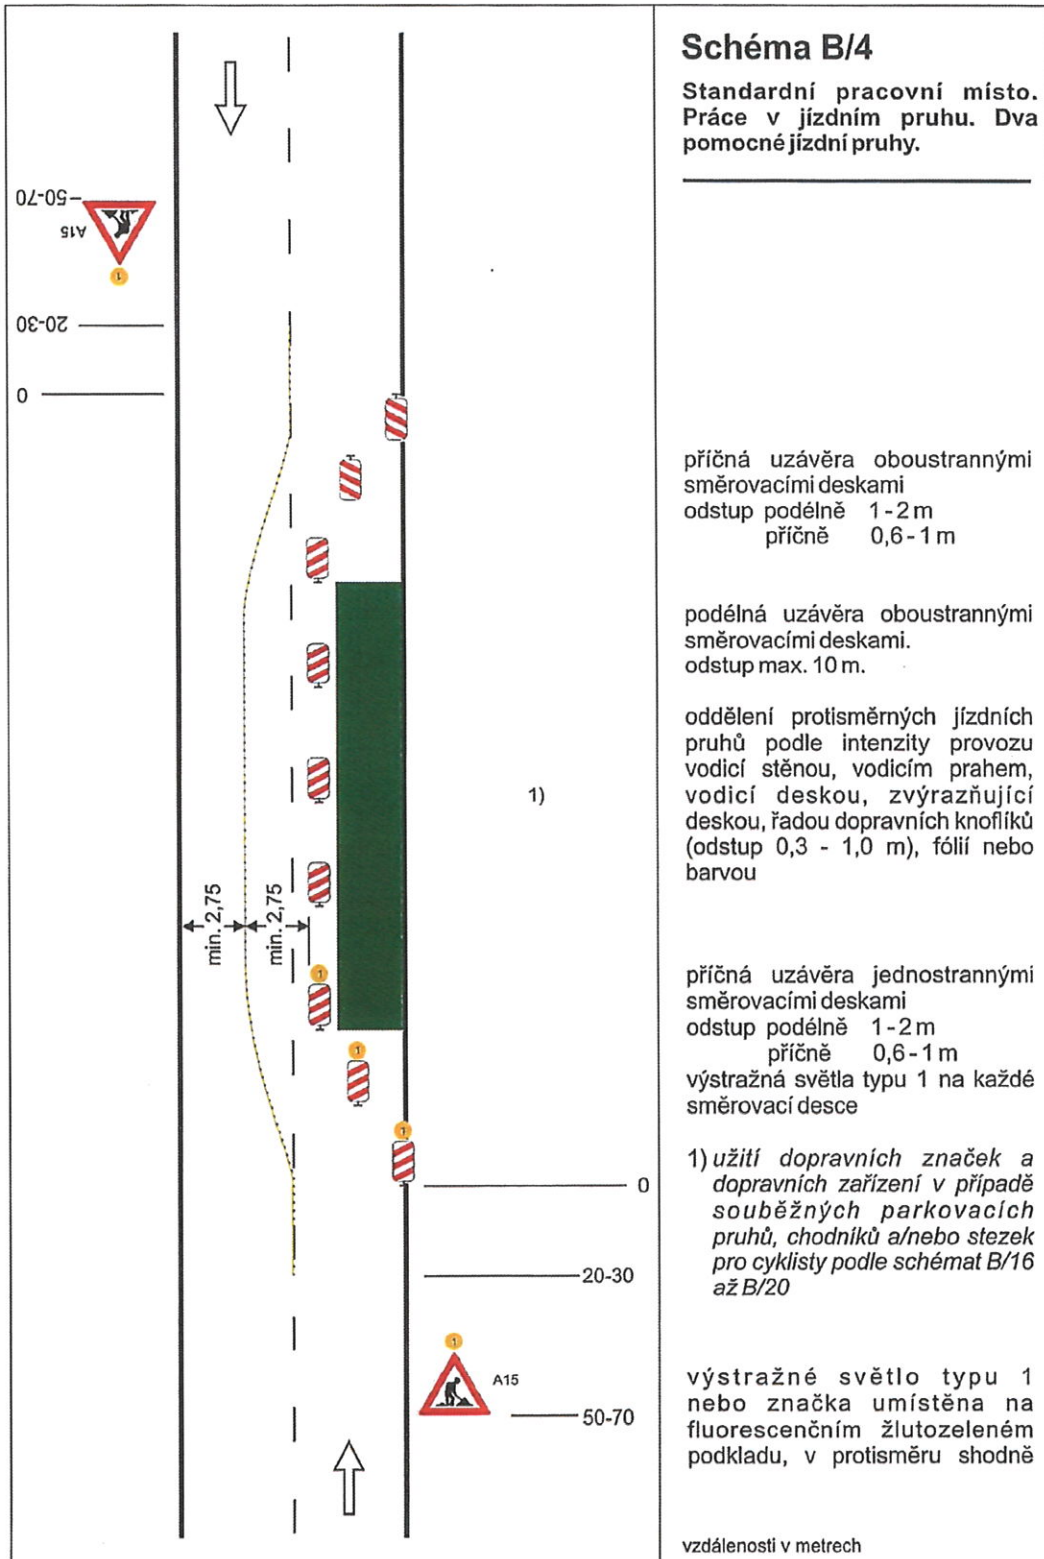 Schéma B/4
Standardní pracovní místo.
Práce v jízdním pruhu. Dva
pomocné jízdní pruhy.
50-70
A15
1
20-30
0
příčná uzávěra oboustrannými
směrovacími deskami
odstup podélně 1-2 m
příčně 0,6-1 m
podélná uzávěra oboustrannými
směrovacími deskami.
odstup max. 10 m.
oddělení protisměrných jízdních
pruhů podle intenzity provozu
vodicí stěnou, vodicím prahem,
vodicí deskou, zvýrazňující
deskou, řadou dopravních knoflíků
(odstup 0,3 - 1,0 m), fólií nebo
barvou
1)
min. 2,75
min. 2,75
1
1
1
příčná uzávěra jednostrannými
směrovacími deskami
odstup podélně 1-2 m
příčně 0,6-1 m
výstražná světla typu 1 na každé
směrovací desce
0
20-30
1
A15
50-70
1) užití dopravních značek a
dopravních zařízení v případě
souběžných parkovacích
pruhů, chodníků a/nebo stezek
pro cyklisty podle schémat B/16
až B/20
výstražné světlo typu 1
nebo značka umístěna na
fluorescenčním žlutozeleném
podkladu, v protisměru shodně
vzdálenosti v metrech